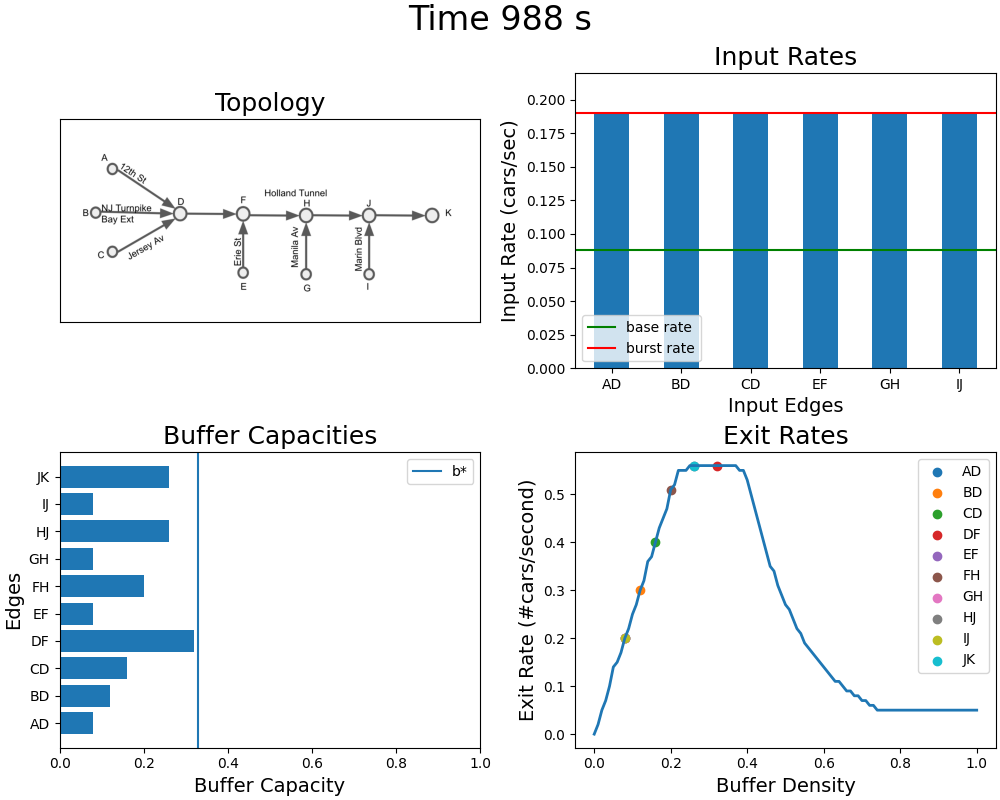 Time 988 s
Topology
A
12th St
B
NJ Turnpike
Bay Ext
C
Jersey Av
D
F
Holland Tunnel
H
J
K
Erie St
Manila Av
Marin Blvd
E
G
I
Input Rates
Input Rate (cars/sec)
0.200
0.175
0.150
0.125
0.100
0.075
0.050
0.025
0.000
base rate
burst rate
AD BD CD EF GH IJ
Input Edges
Buffer Capacities
Edges
b*
JK
IJ
HJ
GH
FH
EF
DF
CD
BD
AD
0.0 0.2 0.4 0.6 0.8 1.0
Buffer Capacity
Exit Rates
Exit Rate (#cars/second)
0.5
0.4
0.3
0.2
0.1
0.0
AD
BD
CD
DF
EF
FH
GH
HJ
IJ
JK
0.0 0.2 0.4 0.6 0.8 1.0
Buffer Density